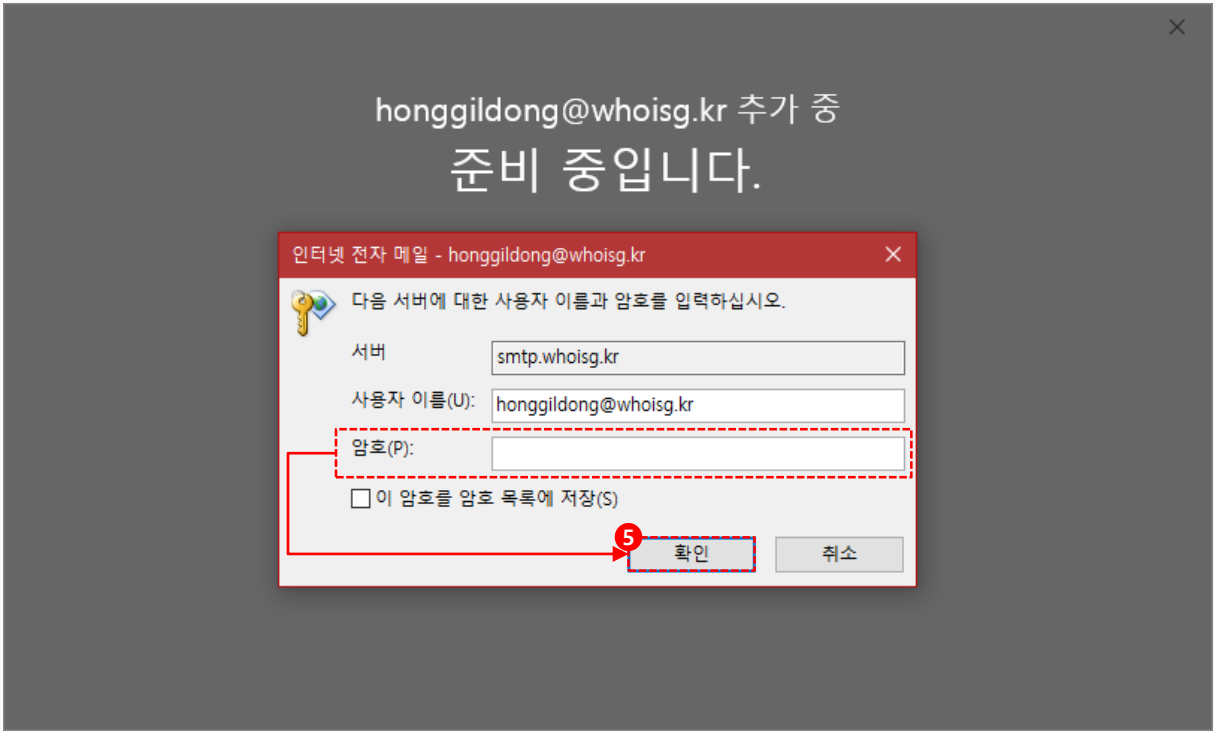 honggildong@whoisg.kr 추가 중
준비 중입니다.
인터넷 전자 메일 - honggildong@whoisg.kr
다음 서버에 대한 사용자 이름과 암호를 입력하십시오.
서버 smtp.whoisg.kr
사용자 이름(U): honggildong@whoisg.kr
암호(P):
이 암호를 암호 목록에 저장(S)
5 확인 취소